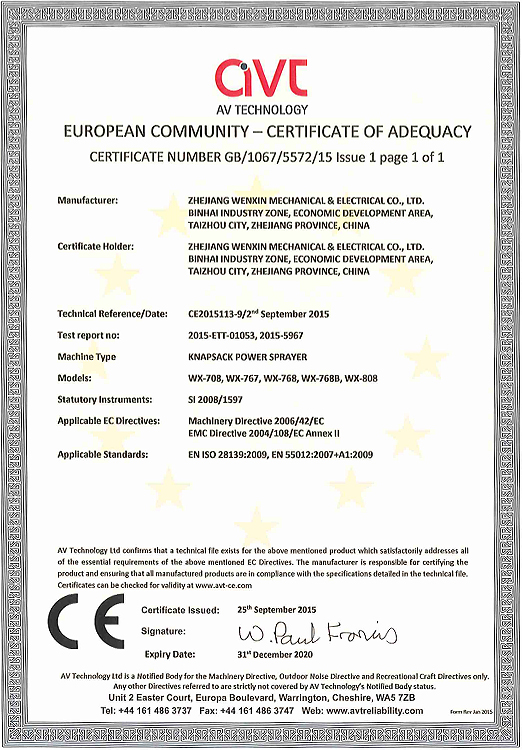 avt
AV TECHNOLOGY
EUROPEAN COMMUNITY – CERTIFICATE OF ADEQUACY
CERTIFICATE NUMBER GB/1067/5572/15 Issue 1 page 1 of 1
Manufacturer: ZHEJIANG WENXIN MECHANICAL & ELECTRICAL CO., LTD.
BINHAI INDUSTRY ZONE, ECONOMIC DEVELOPMENT AREA,
TAIZHOU CITY, ZHEJIANG PROVINCE, CHINA
Certificate Holder: ZHEJIANG WENXIN MECHANICAL & ELECTRICAL CO., LTD.
BINHAI INDUSTRY ZONE, ECONOMIC DEVELOPMENT AREA,
TAIZHOU CITY, ZHEJIANG PROVINCE, CHINA
Technical Reference/Date: CE2015113-9/2nd September 2015
Test report no: 2015-ETT-01053, 2015-5967
Machine Type KNAPSACK POWER SPRAYER
Models: WX-708, WX-767, WX-768, WX-768B, WX-808
Statutory Instruments: SI 2008/1597
Applicable EC Directives: Machinery Directive 2006/42/EC
EMC Directive 2004/108/EC Annex II
Applicable Standards: EN ISO 28139:2009, EN 55012:2007+A1:2009
AV Technology Ltd confirms that a technical file exists for the above mentioned product which satisfactorily addresses all
of the essential requirements of the above mentioned EC Directives. The manufacturer is responsible for certifying the
product and ensuring that all manufactured products are in compliance with the specifications detailed in the technical file.
Certificates can be checked for validity at www.avt-ce.com
CE
Certificate Issued: 25th September 2015
Signature: W. Paul Francis
Expiry Date: 31st December 2020
AV Technology Ltd is a Notified Body for the Machinery Directive, Outdoor Noise Directive and Recreational Craft Directives only.
Any other Directives referred to are strictly not covered by AV Technology's Notified Body status.
Unit 2 Easter Court, Europa Boulevard, Warrington, Cheshire, WA5 7ZB
Tel: +44 161 486 3737 Fax: +44 161 486 3747 Web: www.avtreliability.com
Form Rev Jan 2015